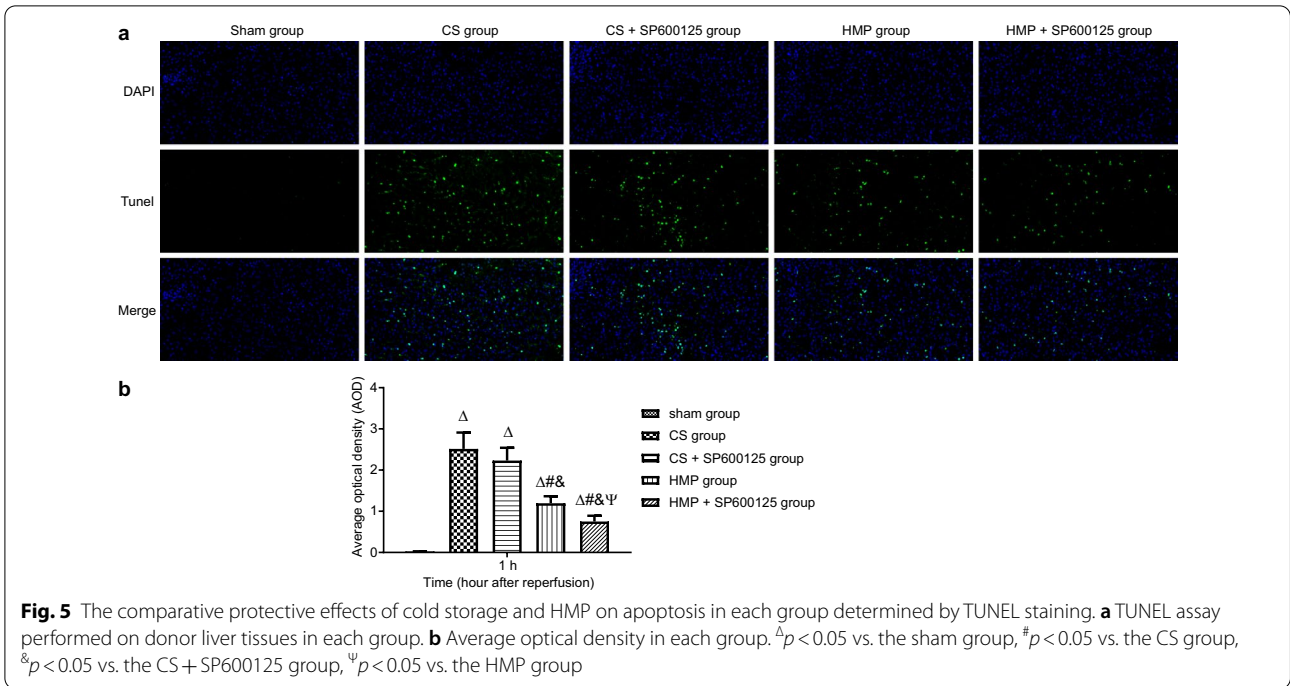 a
Sham group CS group CS + SP600125 group HMP group HMP + SP600125 group
DAPI
Tunel
Merge
b
Average optical density (AOD)
4
3
2
1
0
Δ Δ Δ#& Δ#&Ψ
1 h
Time (hour after reperfusion)
sham group
CS group
CS + SP600125 group
HMP group
HMP + SP600125 group
Fig. 5 The comparative protective effects of cold storage and HMP on apoptosis in each group determined by TUNEL staining. a TUNEL assay
performed on donor liver tissues in each group. b Average optical density in each group. Δp < 0.05 vs. the sham group, #p < 0.05 vs. the CS group,
&p < 0.05 vs. the CS + SP600125 group, Ψp < 0.05 vs. the HMP group